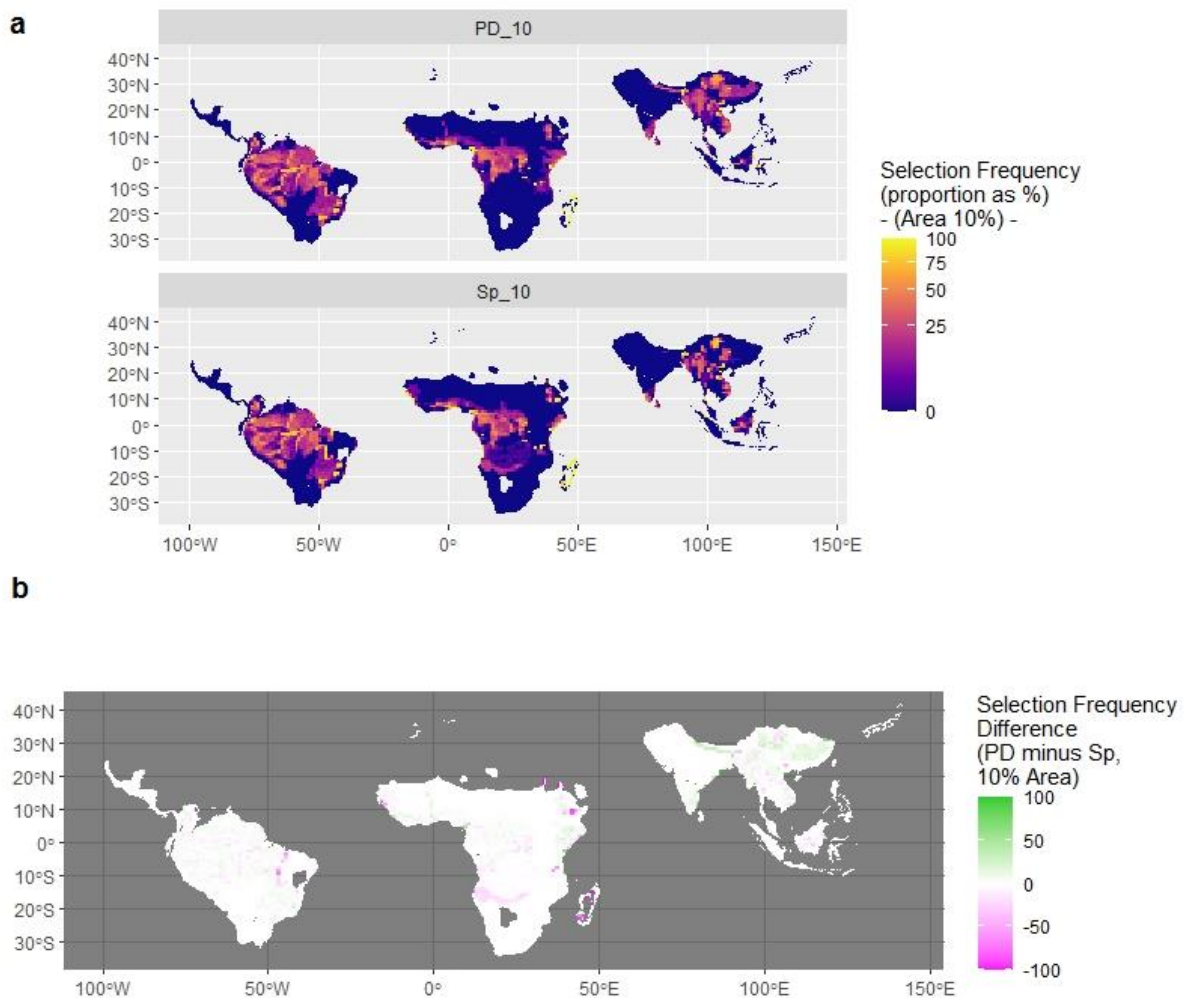 a
PD_10
40°N
30°N
20°N
10°N
0°
10°S
20°S
30°S
Sp_10
40°N
30°N
20°N
10°N
0°
10°S
20°S
30°S
100°W 50°W 0° 50°E 100°E 150°E
Selection Frequency
(proportion as %)
- (Area 10%) -
100
75
50
25
0
b
40°N
30°N
20°N
10°N
0°
10°S
20°S
30°S
100°W 50°W 0° 50°E 100°E 150°E
Selection Frequency
Difference
(PD minus Sp,
10% Area)
100
50
0
-50
-100